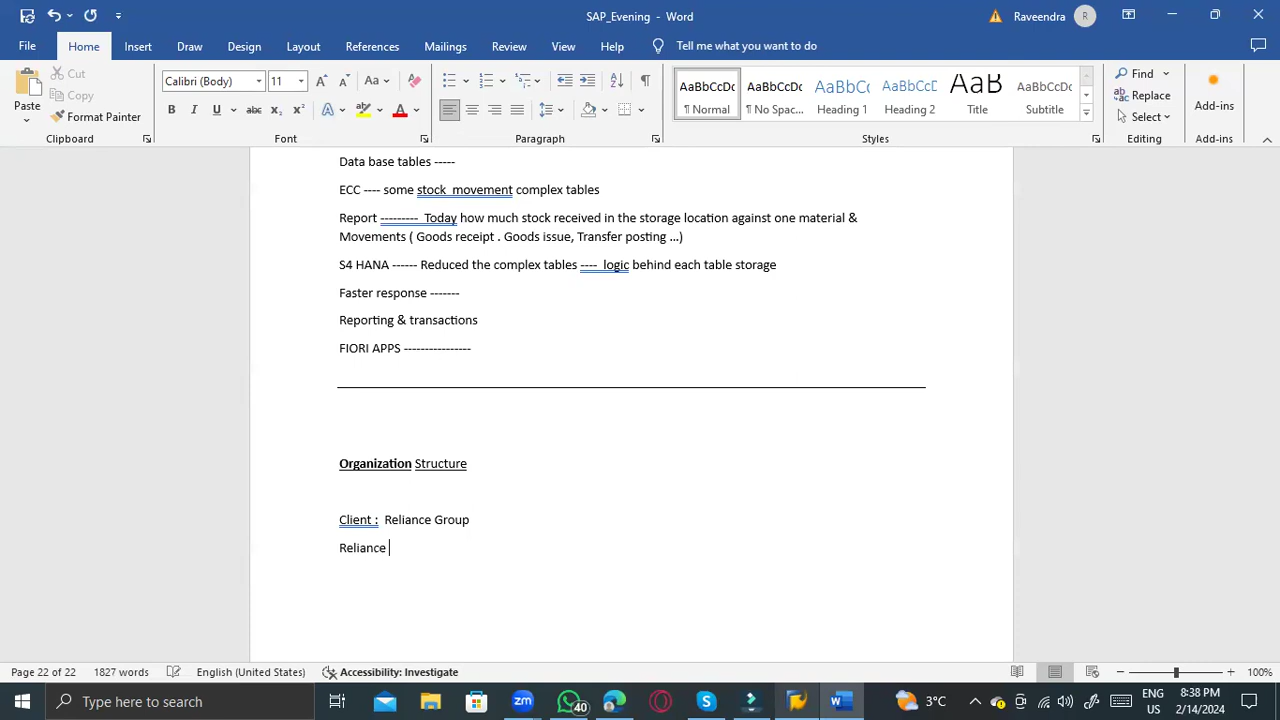 SAP_Evening - Word
Raveendra
R
File
Home
Insert
Draw
Design
Layout
References
Mailings
Review
View
Help
Tell me what you want to do
Paste
Cut
Copy
Format Painter
Clipboard
Calibri (Body)
11
Font
Paragraph
AaBbCcDc
AaBbCcDc
AaBbCc
AaBbCcD
AaB
AaBbCcD
¶ Normal
¶ No Spac...
Heading 1
Heading 2
Title
Subtitle
Styles
Find
Replace
Select
Editing
Add-ins
Add-ins
Data base tables -----
ECC ---- some stock  movement complex tables
Report ---------  Today how much stock received in the storage location against one material &
Movements ( Goods receipt . Goods issue, Transfer posting ...)
S4 HANA ------ Reduced the complex tables ----  logic behind each table storage
Faster response -------
Reporting & transactions
FIORI APPS ----------------
Organization Structure
Client :  Reliance Group
Reliance
Page 22 of 22
1827 words
English (United States)
Accessibility: Investigate
100%
Type here to search
zm
40
3°C
ENG
US
8:38 PM
2/14/2024